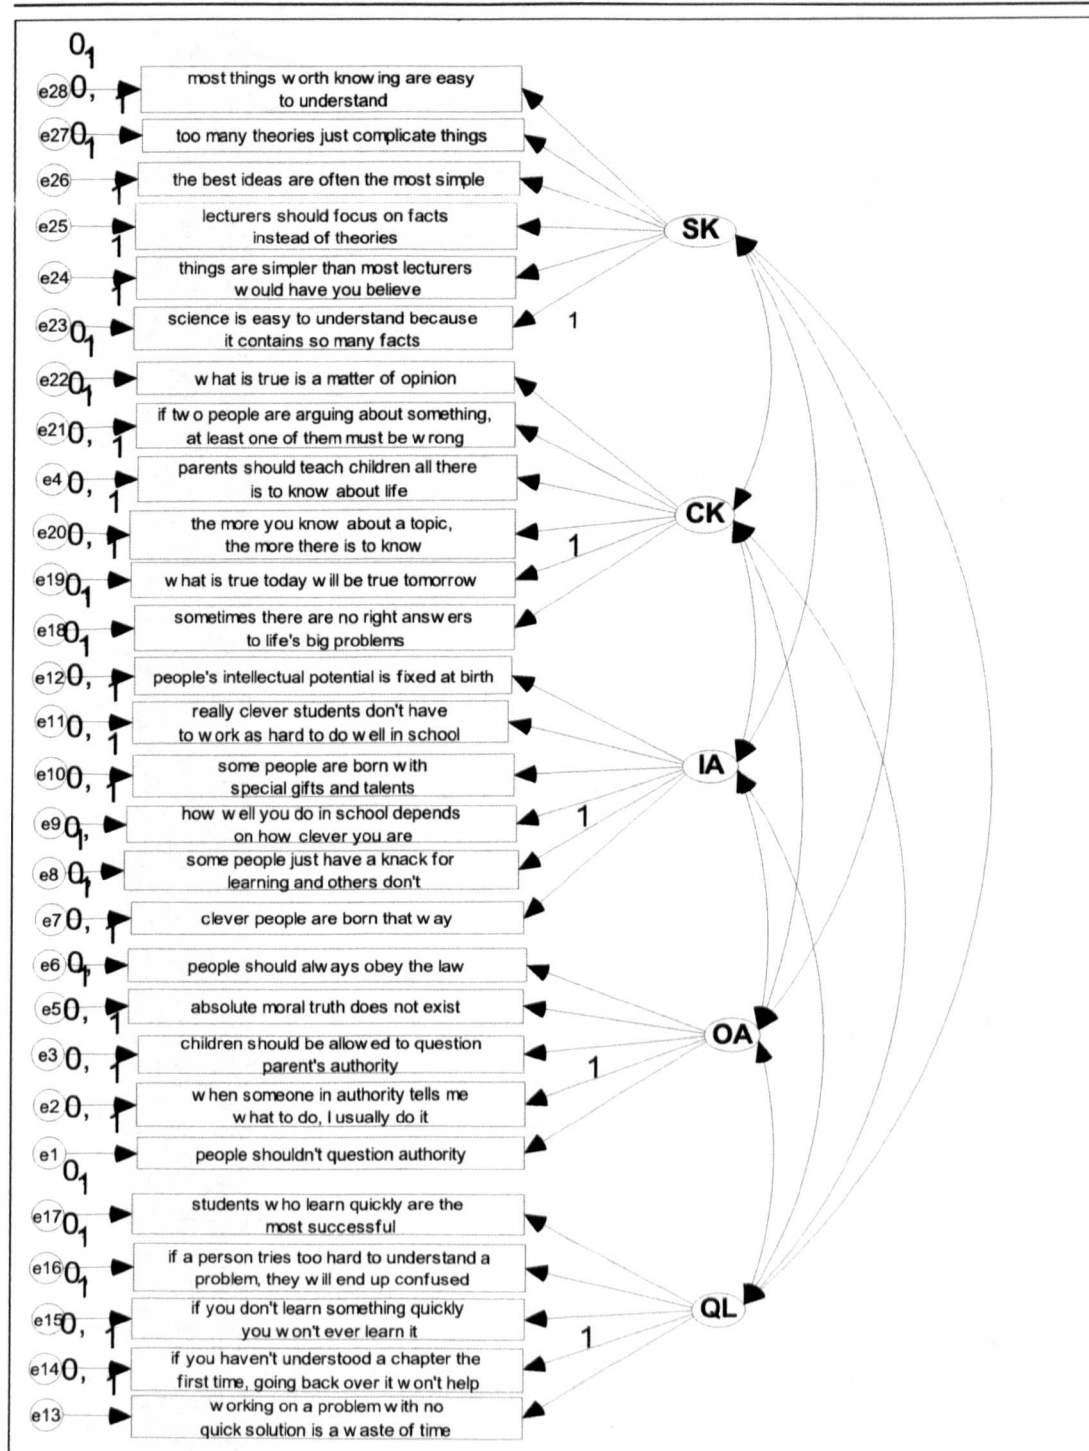 0,
1
e28
0,
1
most things worth knowing are easy
to understand
e27
0,
1
too many theories just complicate things
e26
1
the best ideas are often the most simple
SK
e25
1
lecturers should focus on facts
instead of theories
e24
1
things are simpler than most lecturers
would have you believe
e23
0,
1
science is easy to understand because
it contains so many facts
1
e22
0,
1
what is true is a matter of opinion
e21
0,
1
if two people are arguing about something,
at least one of them must be wrong
e4
0,
1
parents should teach children all there
is to know about life
CK
e20
0,
1
the more you know about a topic,
the more there is to know
1
e19
0,
1
what is true today will be true tomorrow
e18
0,
1
sometimes there are no right answers
to life's big problems
e12
0,
1
people's intellectual potential is fixed at birth
e11
0,
1
really clever students don't have
to work as hard to do well in school
IA
e10
0,
1
some people are born with
special gifts and talents
e9
0,
1
how well you do in school depends
on how clever you are
1
e8
0,
1
some people just have a knack for
learning and others don't
e7
0,
1
clever people are born that way
e6
0,
1
people should always obey the law
e5
0,
1
absolute moral truth does not exist
OA
e3
0,
1
children should be allowed to question
parent's authority
1
e2
0,
1
when someone in authority tells me
what to do, I usually do it
e1
0,
1
people shouldn't question authority
e17
0,
1
students who learn quickly are the
most successful
e16
0,
1
if a person tries too hard to understand a
problem, they will end up confused
QL
e15
0,
1
if you don't learn something quickly
you won't ever learn it
1
e14
0,
1
if you haven't understood a chapter the
first time, going back over it won't help
e13
working on a problem with no
quick solution is a waste of time